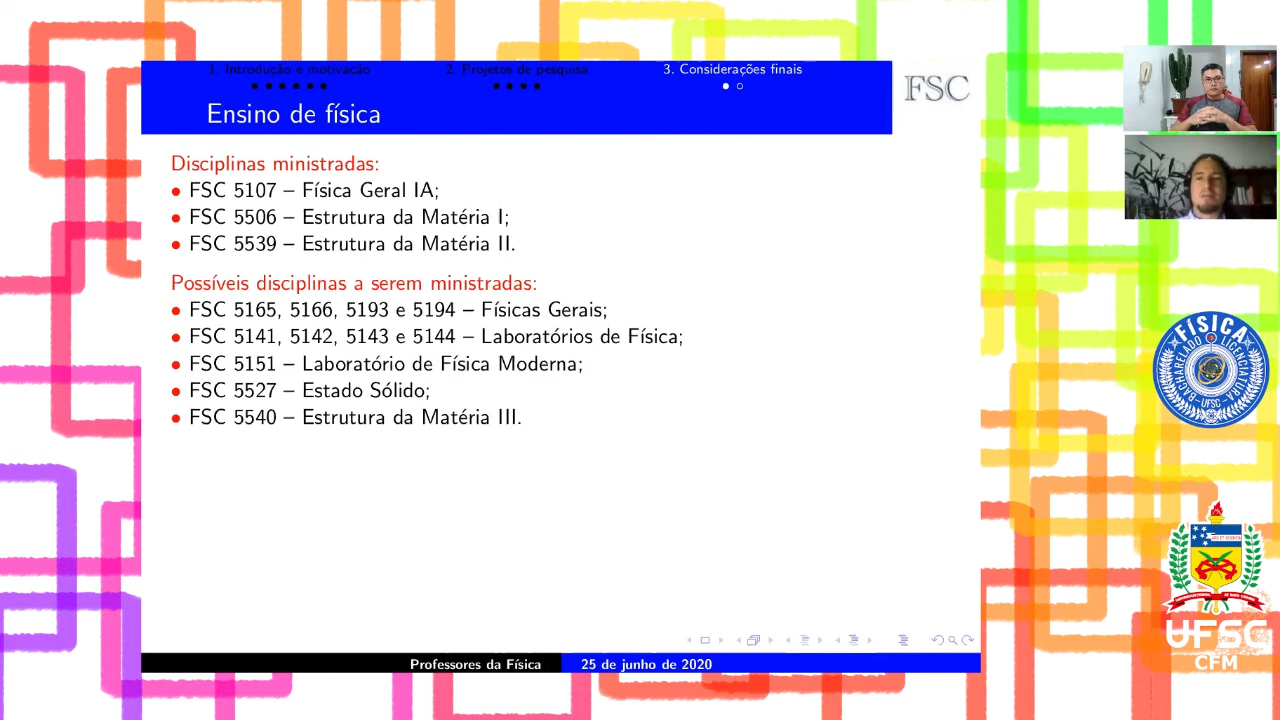 1. Introdução e motivação
2. Projetos de pesquisa
3. Considerações finais
FSC
Ensino de física
Disciplinas ministradas:
• FSC 5107 – Física Geral IA;
• FSC 5506 – Estrutura da Matéria I;
• FSC 5539 – Estrutura da Matéria II.
Possíveis disciplinas a serem ministradas:
• FSC 5165, 5166, 5193 e 5194 – Físicas Gerais;
• FSC 5141, 5142, 5143 e 5144 – Laboratórios de Física;
• FSC 5151 – Laboratório de Física Moderna;
• FSC 5527 – Estado Sólido;
• FSC 5540 – Estrutura da Matéria III.
Professores da Física
25 de junho de 2020
FÍSICA
BACHARELADO
LICENCIATURA
-UFSC-
UFSC
CFM